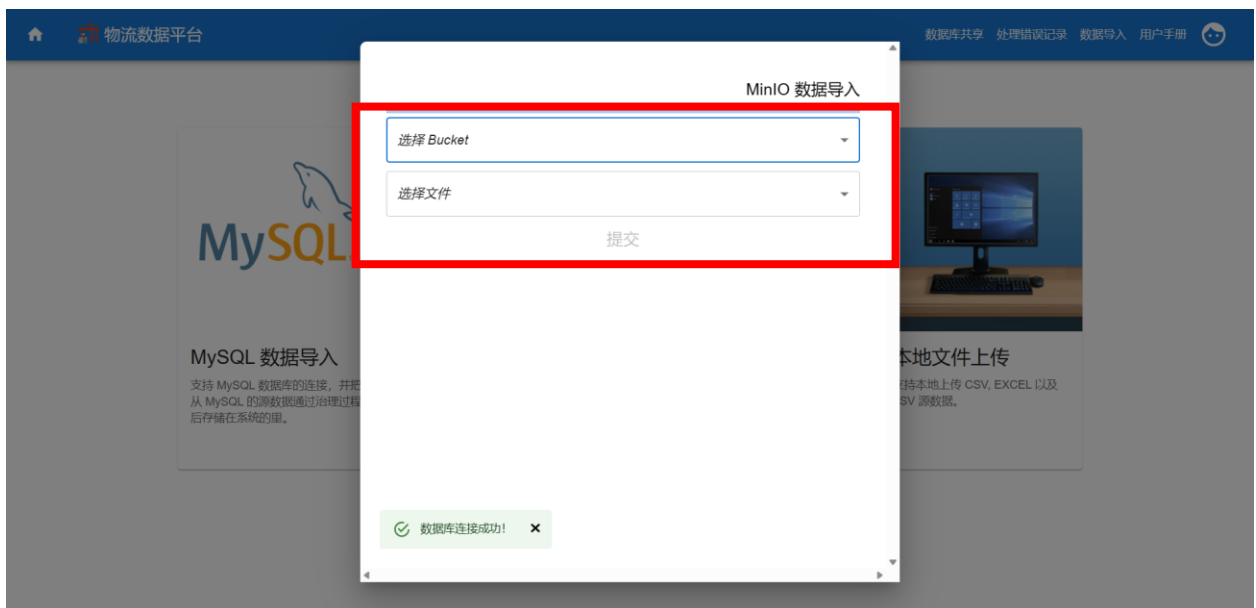 物流数据平台
数据库共享 处理错误记录 数据导入 用户手册
MinIO 数据导入
选择 Bucket
选择文件
提交
MySQL
MySQL 数据导入
支持 MySQL 数据库的连接，并把
从 MySQL 的源数据通过治理过程
后存储在系统的里。
本地文件上传
支持本地上传 CSV, EXCEL 以及
SV 源数据。
数据库连接成功!